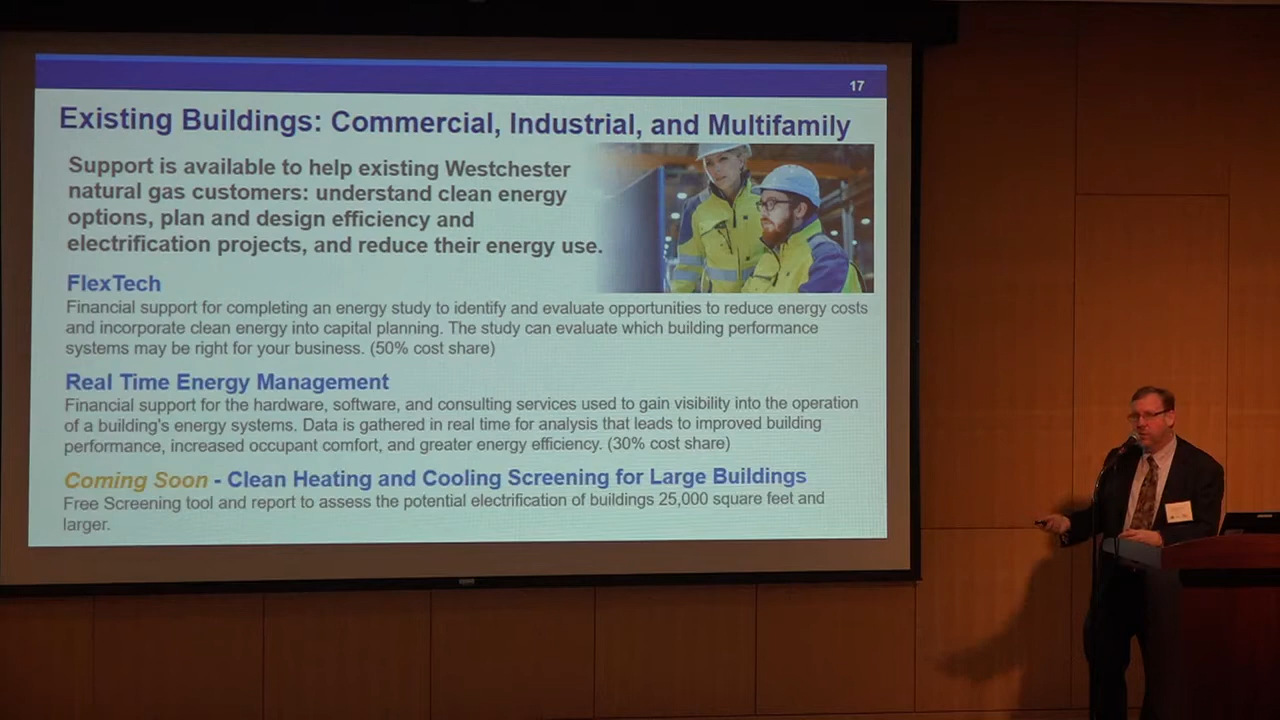 17
Existing Buildings: Commercial, Industrial, and Multifamily
Support is available to help existing Westchester
natural gas customers: understand clean energy
options, plan and design efficiency and
electrification projects, and reduce their energy use.
FlexTech
Financial support for completing an energy study to identify and evaluate opportunities to reduce energy costs
and incorporate clean energy into capital planning. The study can evaluate which building performance
systems may be right for your business. (50% cost share)
Real Time Energy Management
Financial support for the hardware, software, and consulting services used to gain visibility into the operation
of a building's energy systems. Data is gathered in real time for analysis that leads to improved building
performance, increased occupant comfort, and greater energy efficiency. (30% cost share)
Coming Soon - Clean Heating and Cooling Screening for Large Buildings
Free Screening tool and report to assess the potential electrification of buildings 25,000 square feet and
larger.